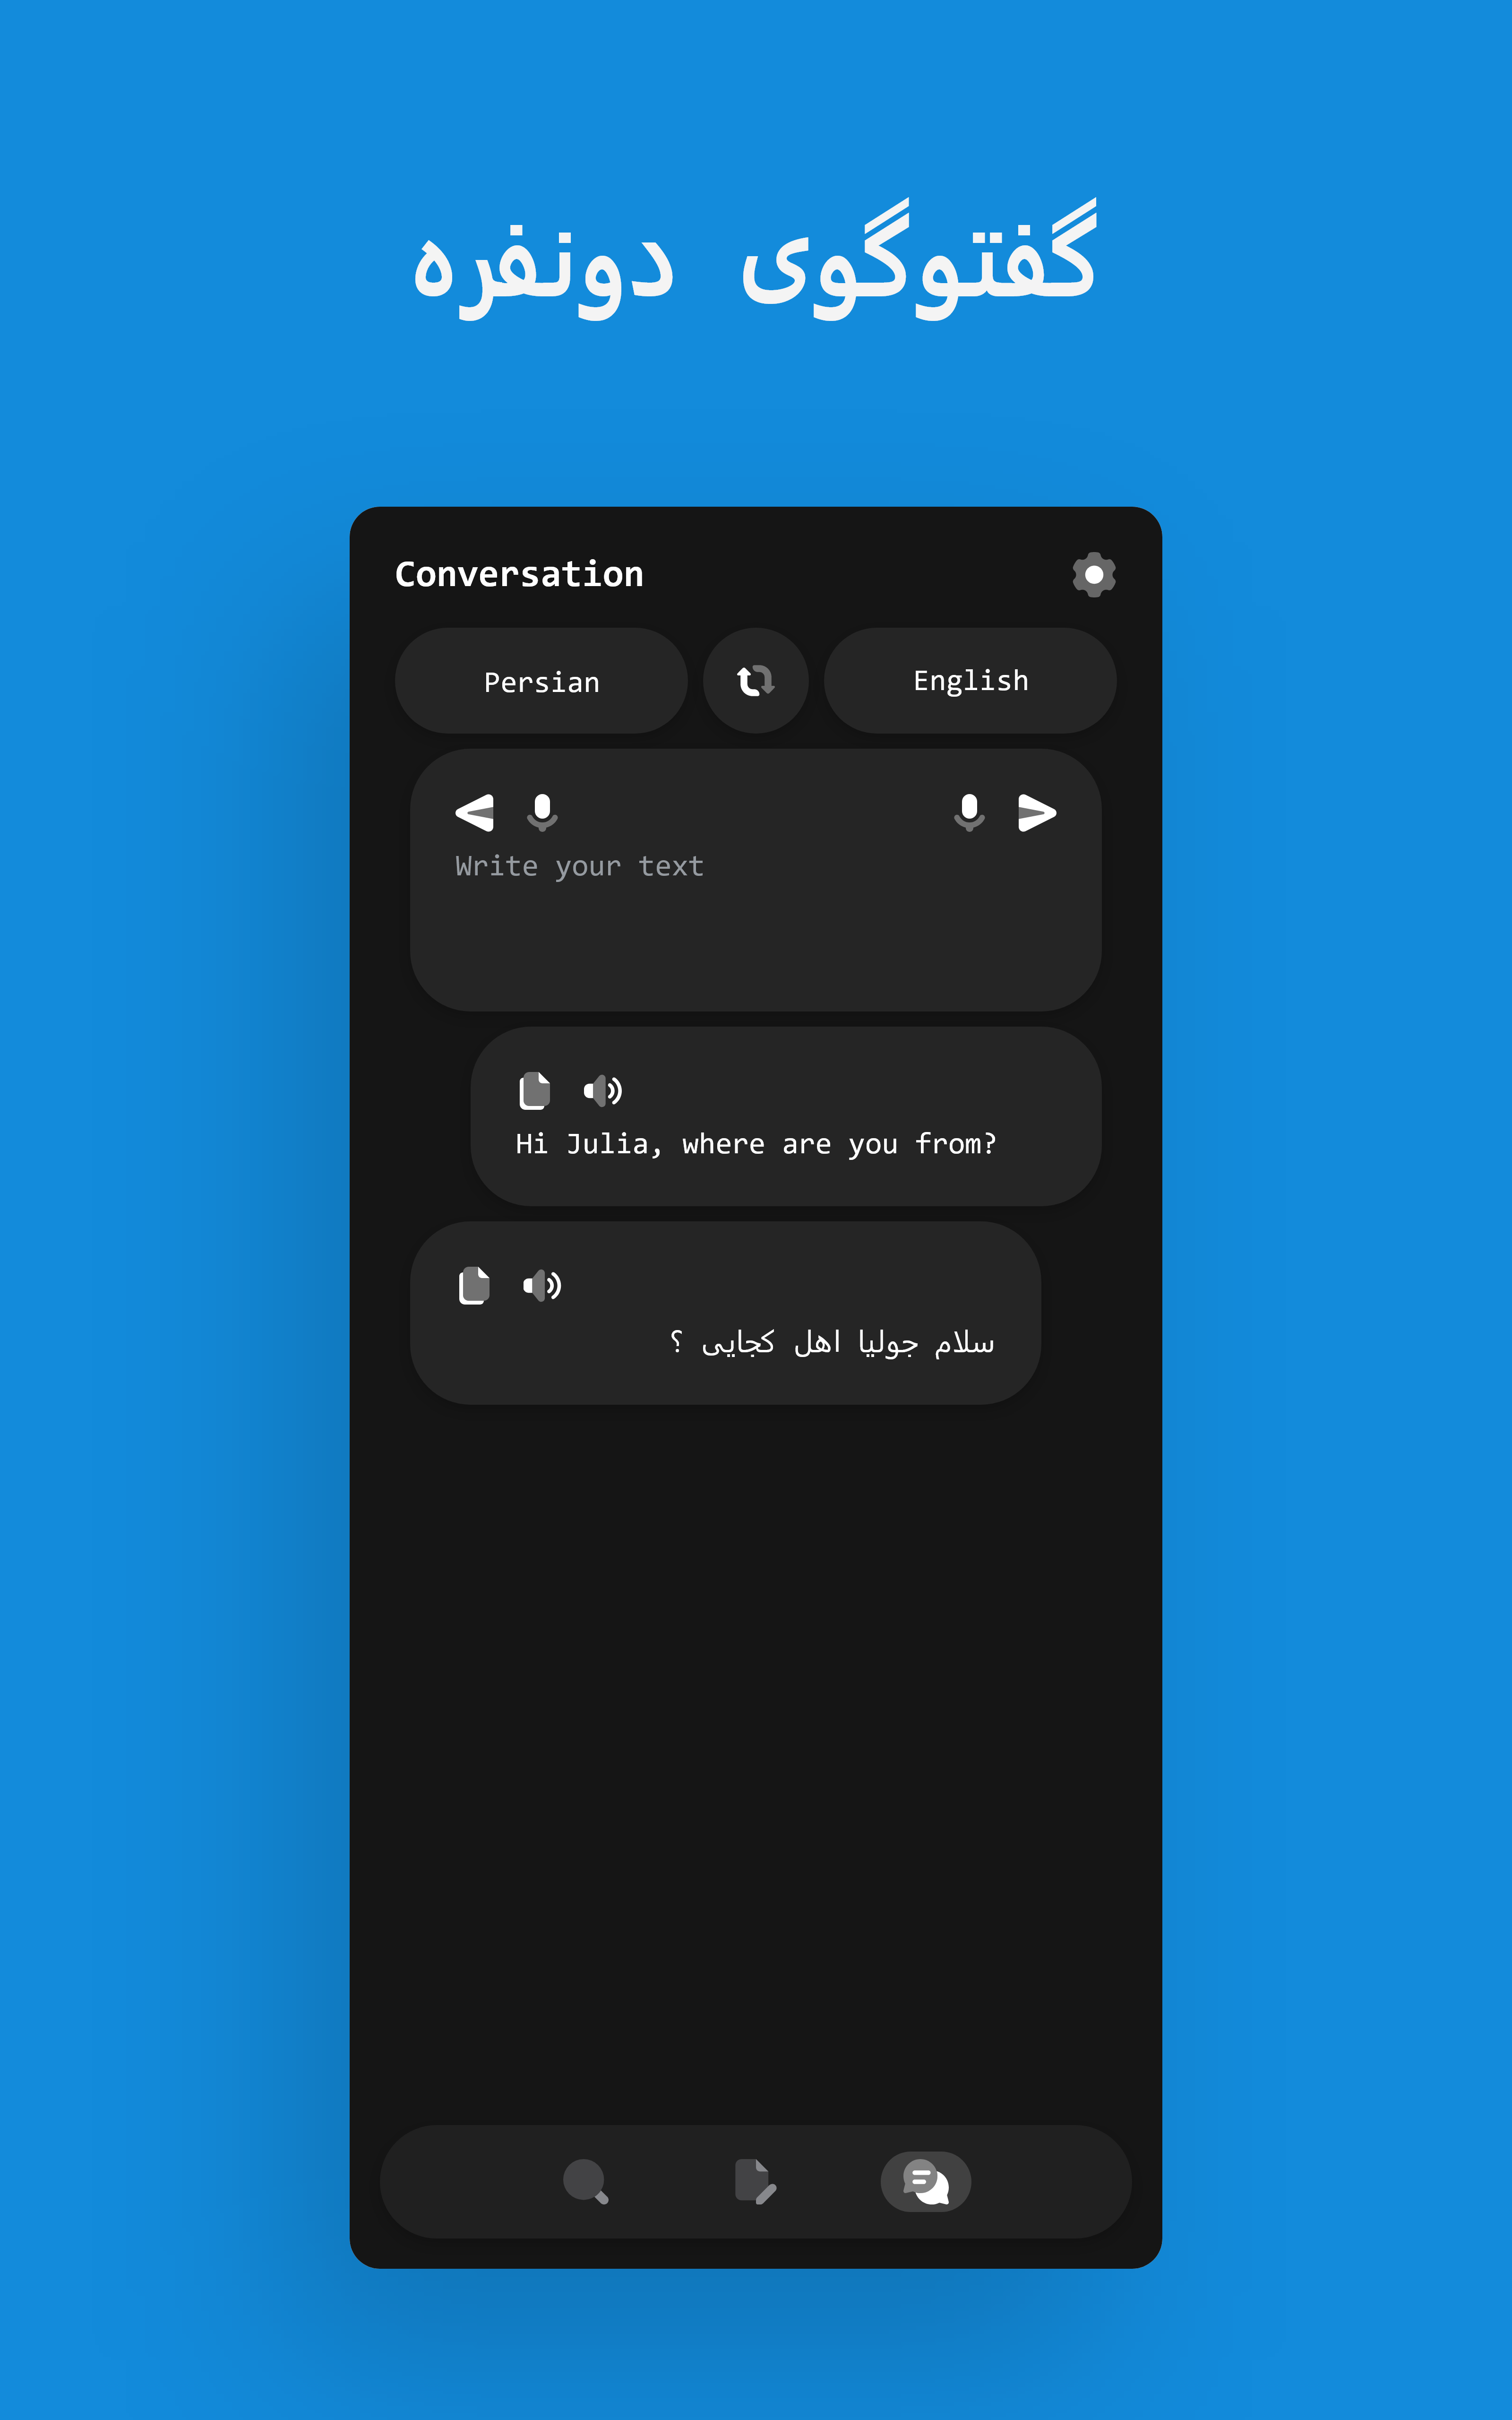 گفتوگوی دونفره
Conversation
Persian
English
Write your text
Hi Julia, where are you from?
سلام جولیا اهل کجایی ؟